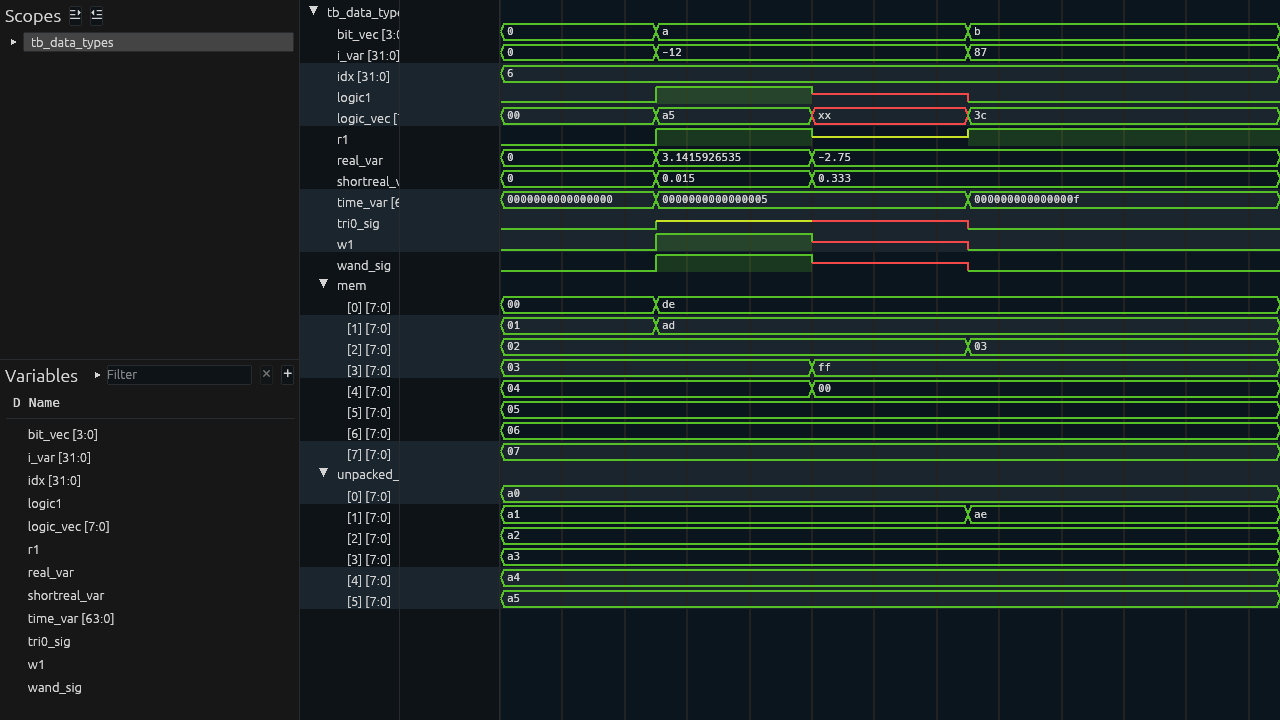 Scopes
tb_data_types
Variables
Filter
D Name
bit_vec [3:0]
i_var [31:0]
idx [31:0]
logic1
logic_vec [7:0]
r1
real_var
shortreal_var
time_var [63:0]
tri0_sig
w1
wand_sig
tb_data_type
bit_vec [3:0 0 a b
i_var [31:0] 0 -12 87
idx [31:0] 6
logic1
logic_vec [ 00 a5 xx 3c
r1
real_var 0 3.1415926535 -2.75
shortreal_v 0 0.015 0.333
time_var [6 0000000000000000 0000000000000005 000000000000000f
tri0_sig
w1
wand_sig
mem
[0] [7:0] 00 de
[1] [7:0] 01 ad
[2] [7:0] 02 03
[3] [7:0] 03 ff
[4] [7:0] 04 00
[5] [7:0] 05
[6] [7:0] 06
[7] [7:0] 07
unpacked_
[0] [7:0] a0
[1] [7:0] a1 ae
[2] [7:0] a2
[3] [7:0] a3
[4] [7:0] a4
[5] [7:0] a5